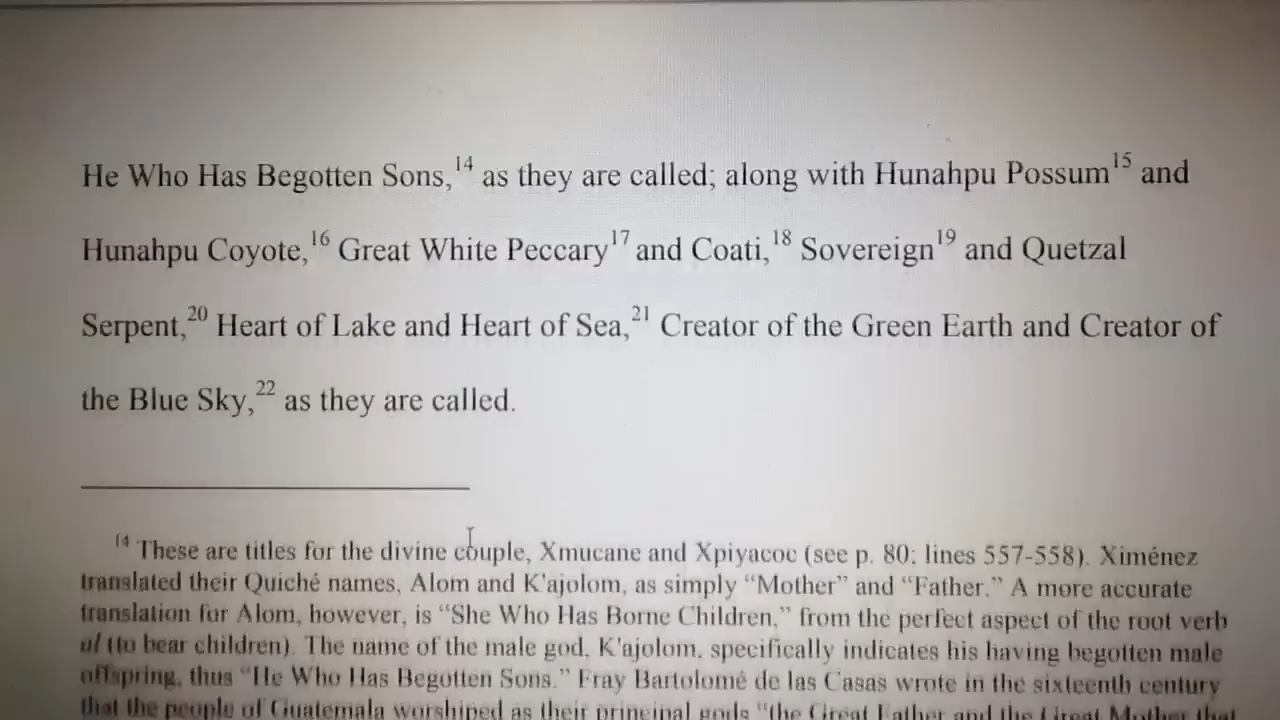 He Who Has Begotten Sons,14 as they are called; along with Hunahpu Possum15 and
Hunahpu Coyote,16 Great White Peccary17 and Coati,18 Sovereign19 and Quetzal
Serpent,20 Heart of Lake and Heart of Sea,21 Creator of the Green Earth and Creator of
the Blue Sky,22 as they are called.
14 These are titles for the divine couple, Xmucane and Xpiyacoc (see p. 80; lines 557-558). Ximénez
translated their Quiché names, Alom and K'ajolom, as simply “Mother” and “Father.” A more accurate
translation for Alom, however, is “She Who Has Borne Children,” from the perfect aspect of the root verb
al (to bear children). The name of the male god, K'ajolom, specifically indicates his having begotten male
offspring, thus “He Who Has Begotten Sons.” Fray Bartolomé de las Casas wrote in the sixteenth century
that the people of Guatemala worshiped as their principal gods “the Great Father and the Great Mother that